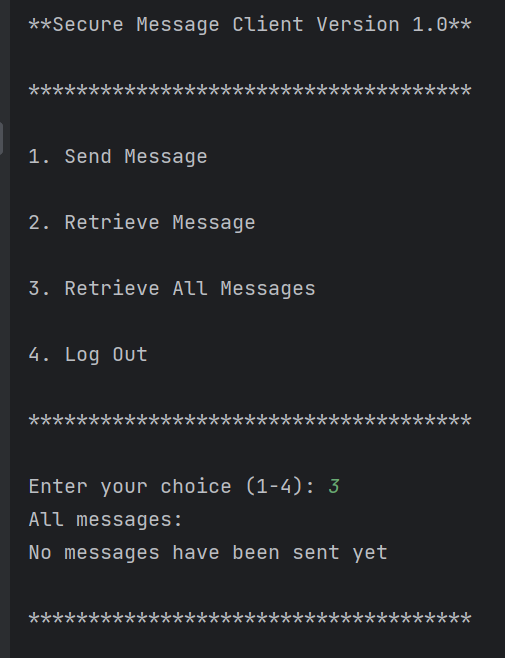 **Secure Message Client Version 1.0**
*************************************
1. Send Message
2. Retrieve Message
3. Retrieve All Messages
4. Log Out
*************************************
Enter your choice (1-4): 3
All messages:
No messages have been sent yet
*************************************